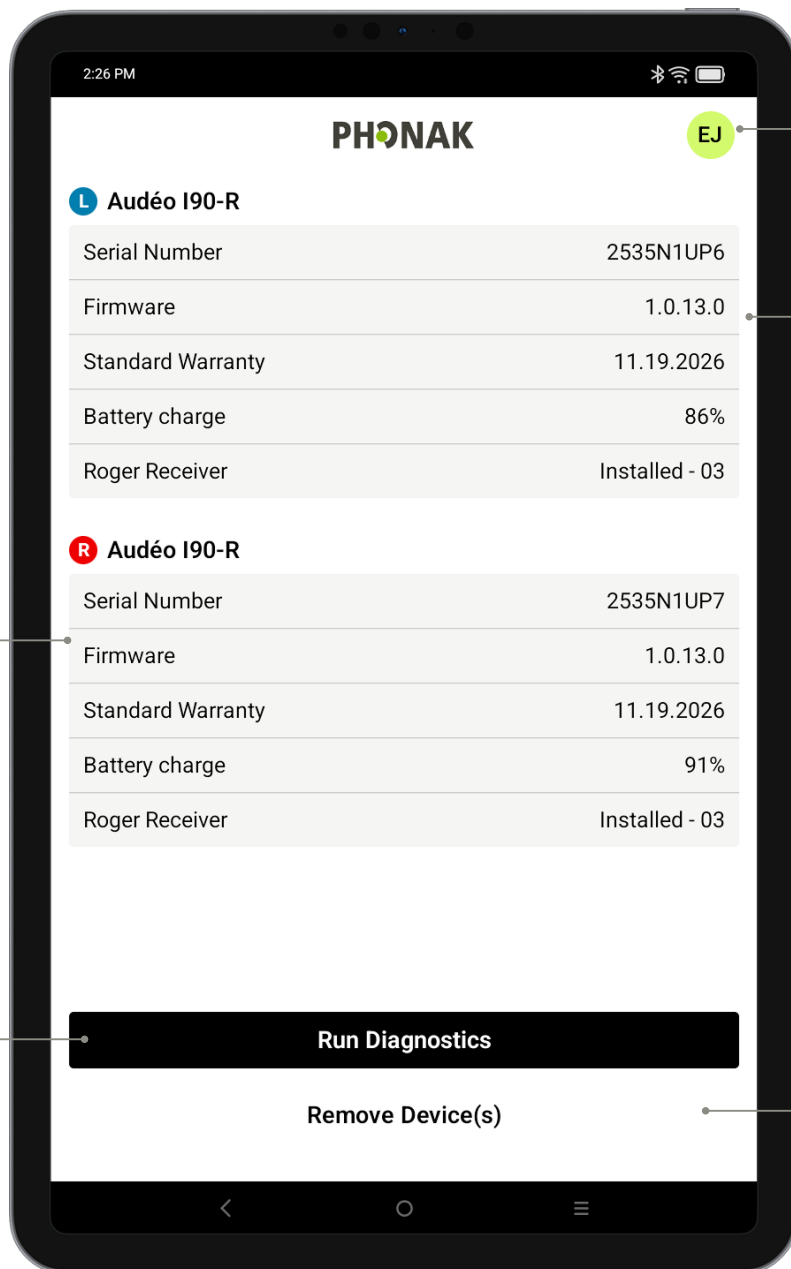 2:26 PM
PHONAK
EJ
L Audéo I90-R
Serial Number 2535N1UP6
Firmware 1.0.13.0
Standard Warranty 11.19.2026
Battery charge 86%
Roger Receiver Installed - 03
R Audéo I90-R
Serial Number 2535N1UP7
Firmware 1.0.13.0
Standard Warranty 11.19.2026
Battery charge 91%
Roger Receiver Installed - 03
Run Diagnostics
Remove Device(s)